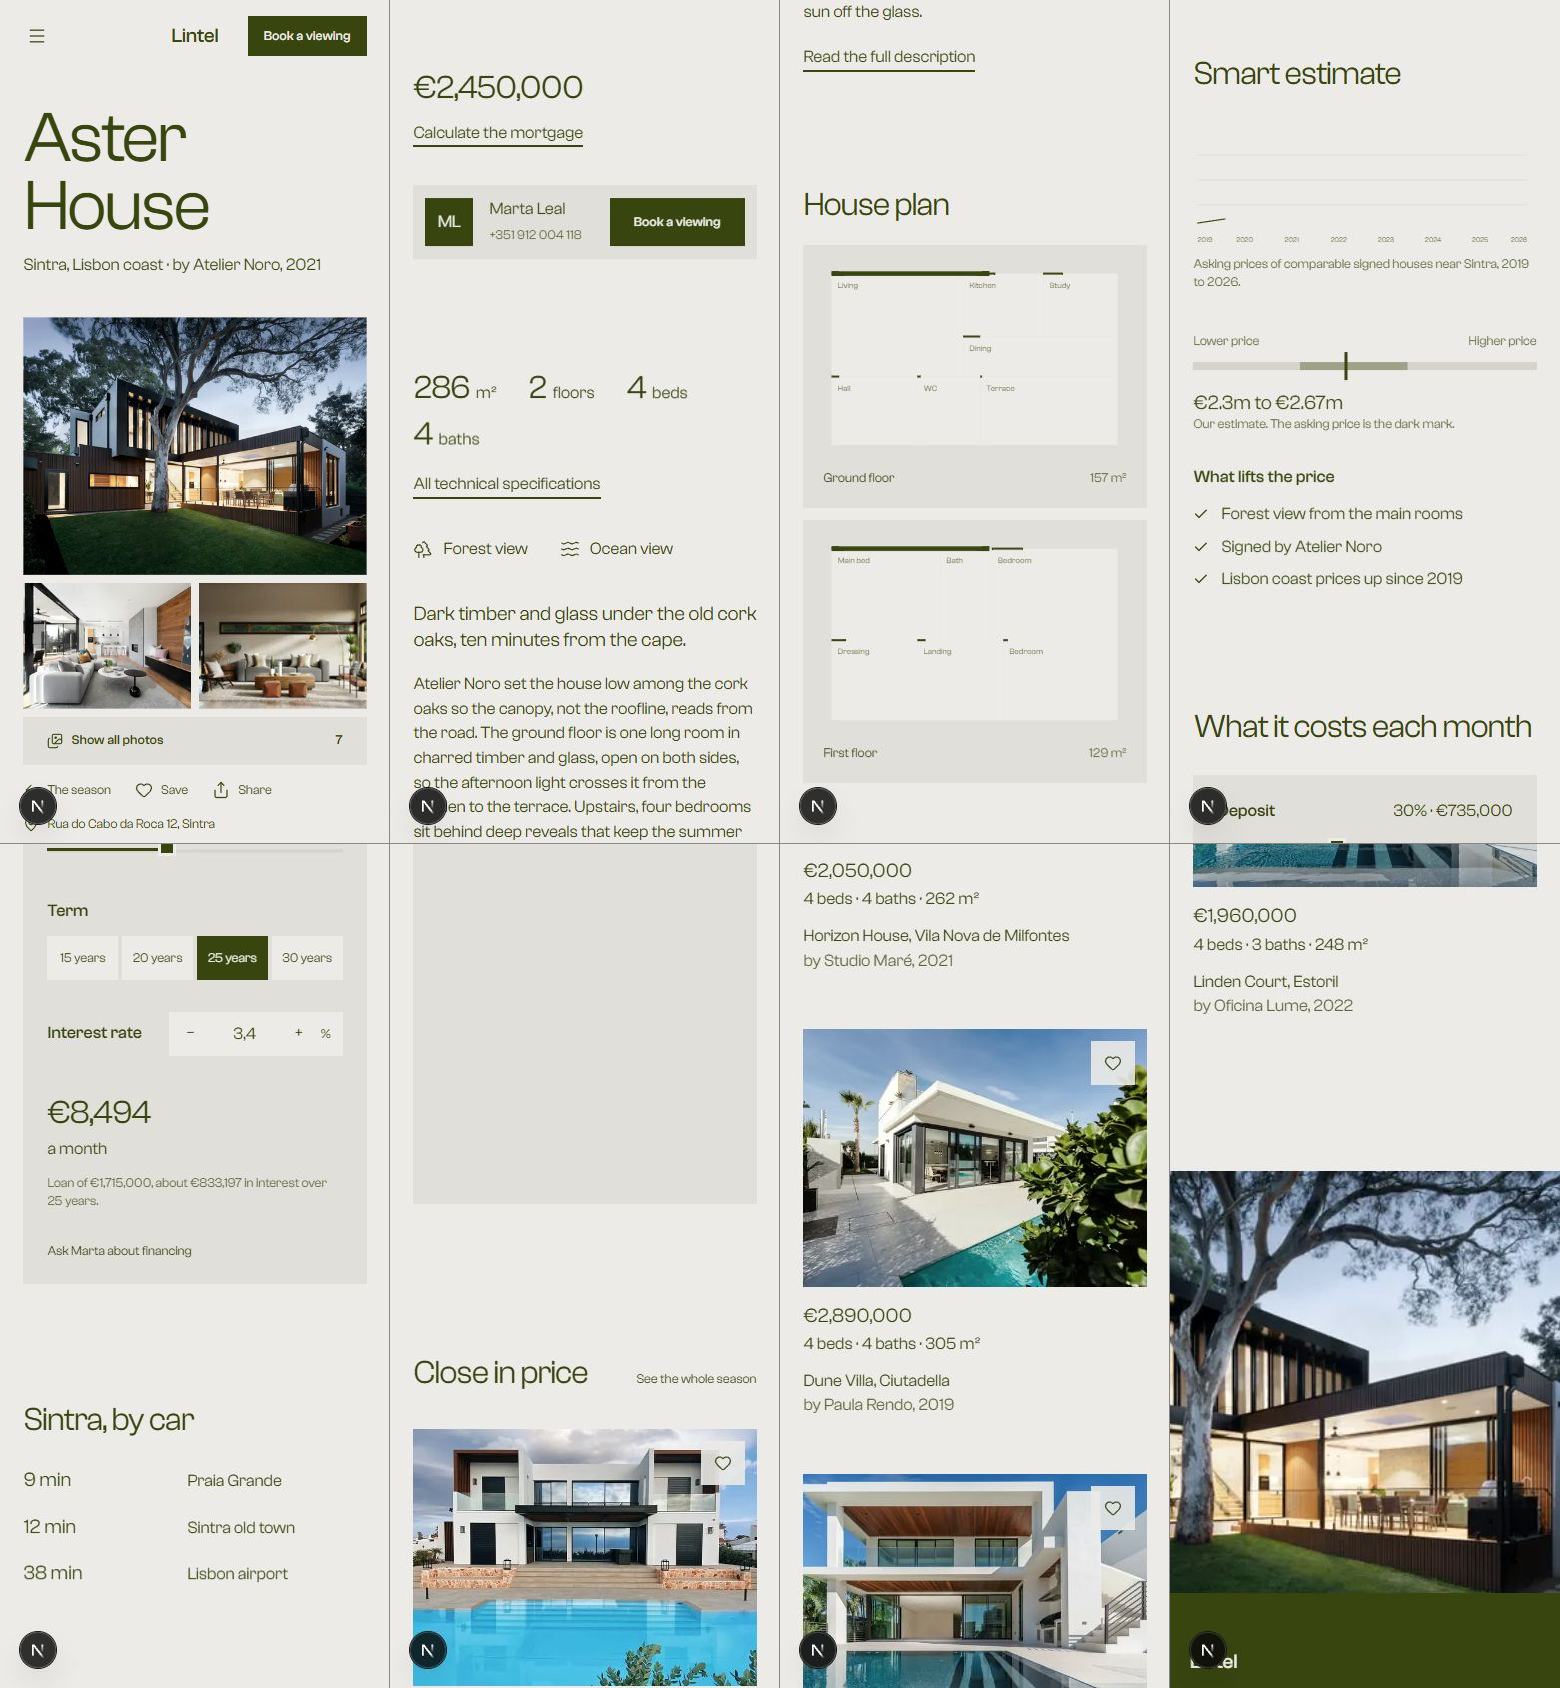 Lintel
Book a viewing
Aster
House
Sintra, Lisbon coast · by Atelier Noro, 2021
Show all photos
7
The season
Save
Share
Rua do Cabo da Roca 12, Sintra
€2,450,000
Calculate the mortgage
ML
Marta Leal
+351 912 004 118
Book a viewing
286 m²
2 floors
4 beds
4 baths
All technical specifications
Forest view
Ocean view
Dark timber and glass under the old cork
oaks, ten minutes from the cape.
Atelier Noro set the house low among the cork
oaks so the canopy, not the roofline, reads from
the road. The ground floor is one long room in
charred timber and glass, open on both sides,
so the afternoon light crosses it from the
en to the terrace. Upstairs, four bedrooms
sit behind deep reveals that keep the summer
sun off the glass.
Read the full description
House plan
Living
Kitchen
Study
Dining
Hall
WC
Terrace
Ground floor
157 m²
Main bed
Bath
Bedroom
Dressing
Landing
Bedroom
First floor
129 m²
Smart estimate
2019
2020
2021
2022
2023
2024
2025
2026
Asking prices of comparable signed houses near Sintra, 2019
to 2026.
Lower price
Higher price
€2.3m to €2.67m
Our estimate. The asking price is the dark mark.
What lifts the price
Forest view from the main rooms
Signed by Atelier Noro
Lisbon coast prices up since 2019
What it costs each month
Deposit
30% · €735,000
N
N
N
N
Term
15 years
20 years
25 years
30 years
Interest rate
−
3,4
+
%
€8,494
a month
Loan of €1,715,000, about €833,197 in interest over
25 years.
Ask Marta about financing
Sintra, by car
9 min
Praia Grande
12 min
Sintra old town
38 min
Lisbon airport
N
Close in price
See the whole season
N
€2,050,000
4 beds · 4 baths · 262 m²
Horizon House, Vila Nova de Milfontes
by Studio Maré, 2021
€2,890,000
4 beds · 4 baths · 305 m²
Dune Villa, Ciutadella
by Paula Rendo, 2019
N
€1,960,000
4 beds · 3 baths · 248 m²
Linden Court, Estoril
by Oficina Lume, 2022
N
Lintel